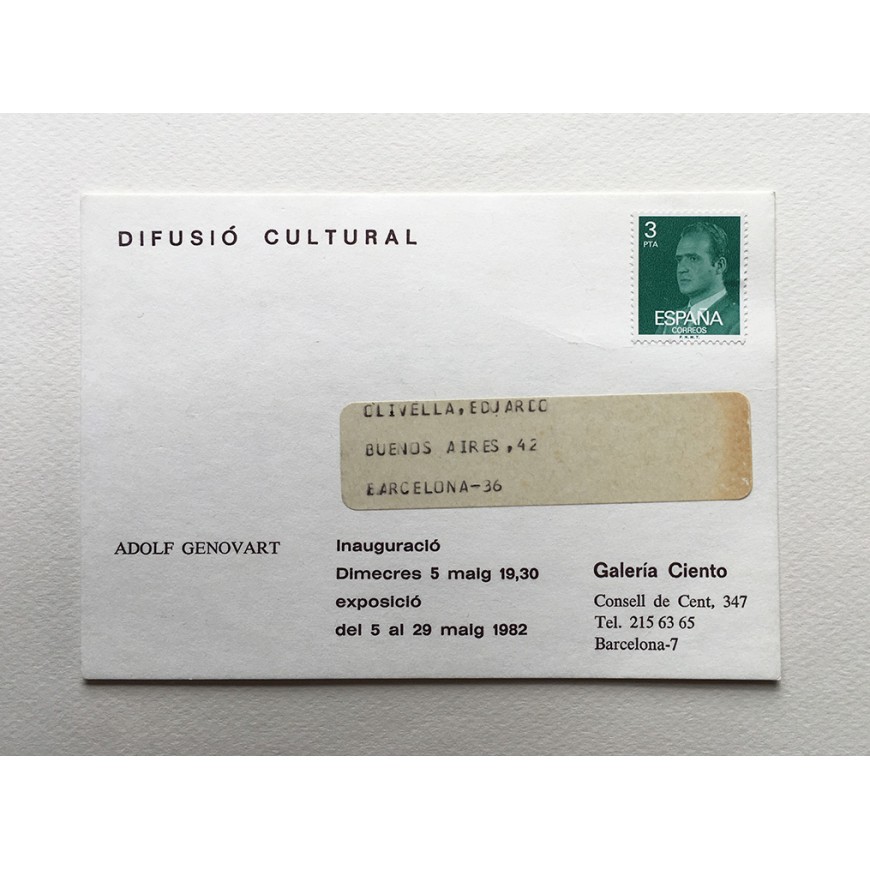 DIFUSIÓ CULTURAL
3
PTA
ESPAÑA
CORREOS
F.N.M.T.
OLIVELLA, EDUARDO
BUENOS AIRES,42
BARCELONA-36
ADOLF GENOVART
Inauguració
Dimecres 5 maig 19,30
exposició
del 5 al 29 maig 1982
Galería Ciento
Consell de Cent, 347
Tel. 215 63 65
Barcelona-7